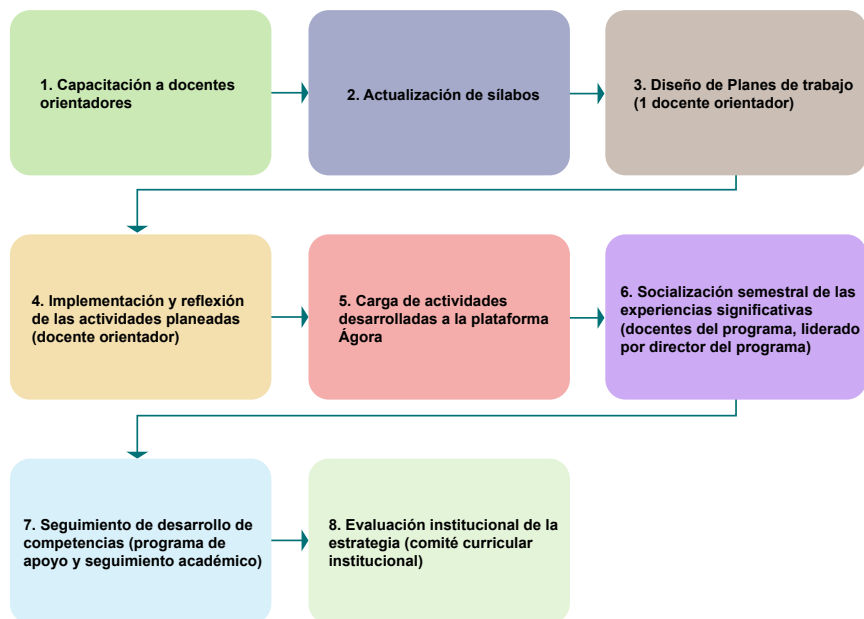 1. Capacitación a docentes
orientadores
2. Actualización de sílabos
3. Diseño de Planes de trabajo
(1 docente orientador)
4. Implementación y reflexión
de las actividades planeadas
(docente orientador)
5. Carga de actividades
desarrolladas a la plataforma
Ágora
6. Socialización semestral de las
experiencias significativas
(docentes del programa, liderado
por director del programa)
7. Seguimiento de desarrollo de
competencias (programa de
apoyo y seguimiento académico)
8. Evaluación institucional de la
estrategia (comité curricular
institucional)